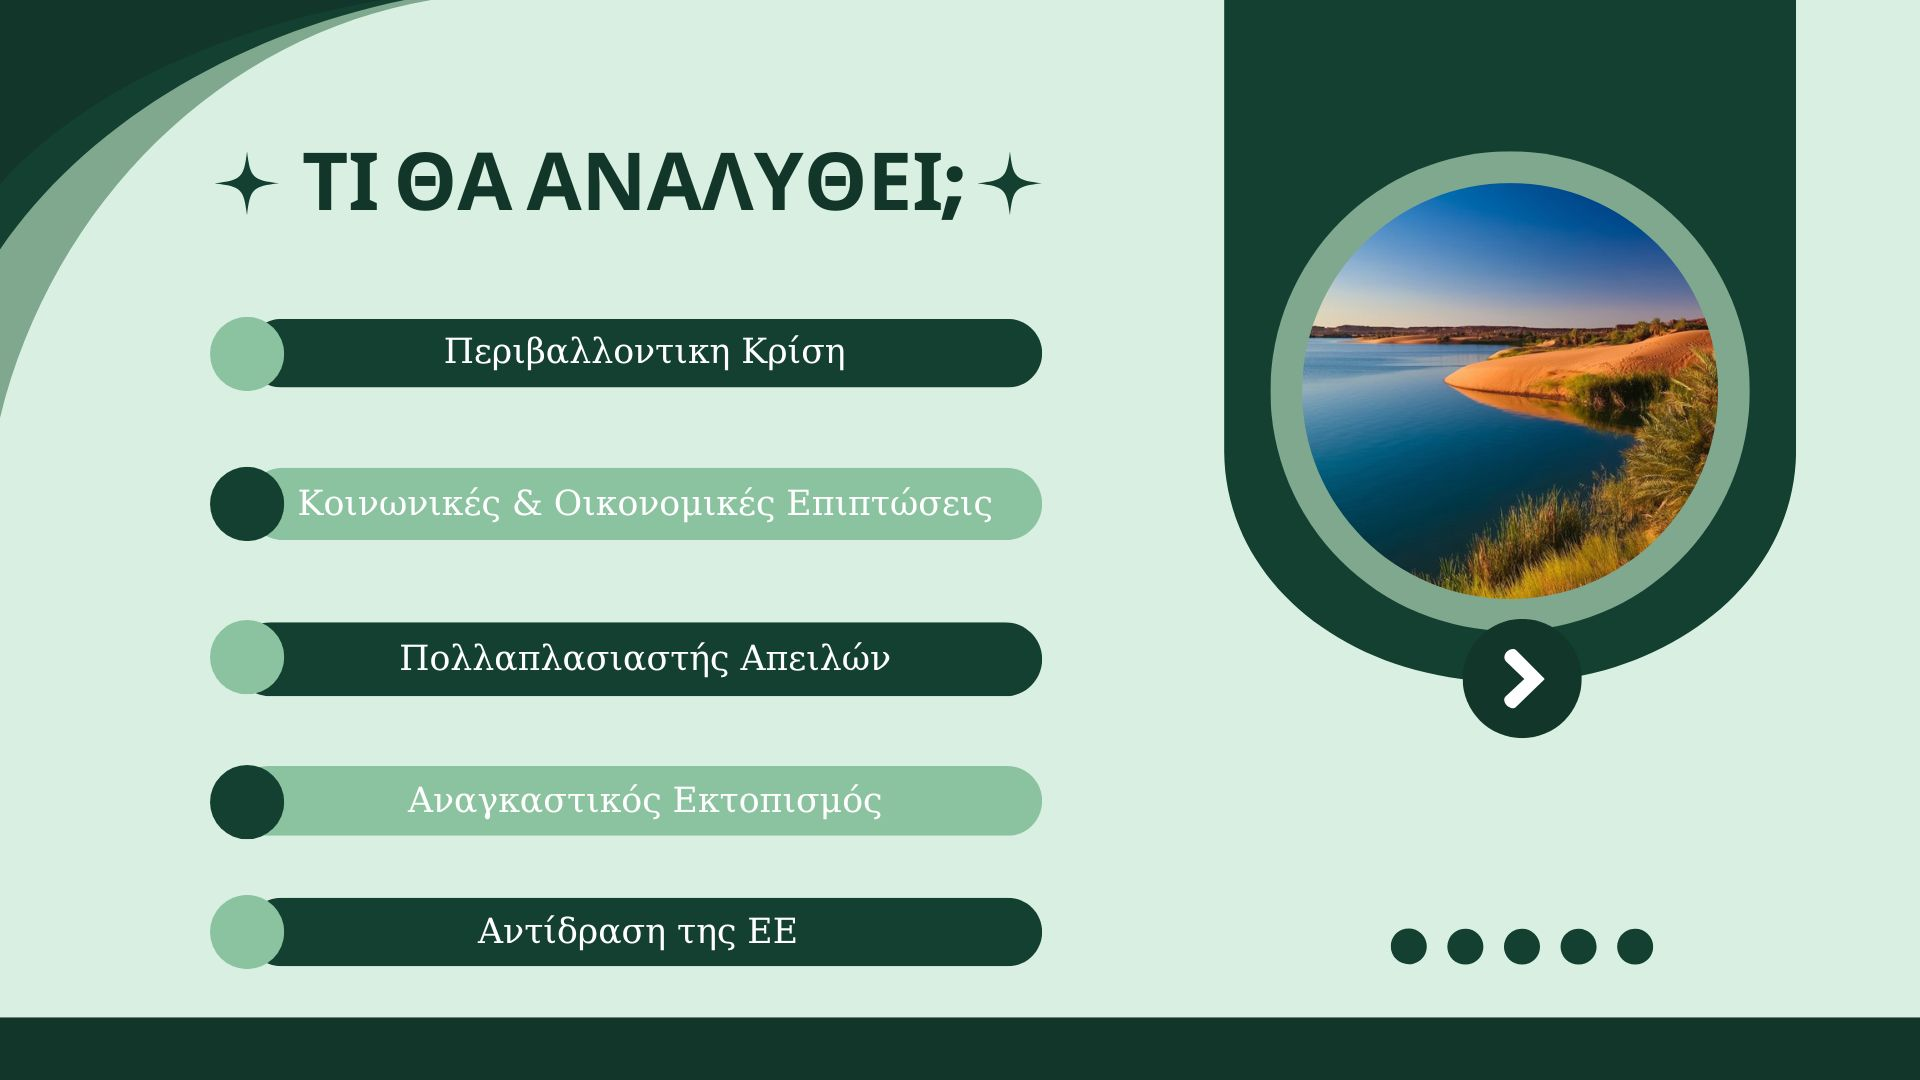 ΤΙ ΘΑ ΑΝΑΛΥΘΕΙ;
Περιβαλλοντικη Κρίση
Κοινωνικές & Οικονομικές Επιπτώσεις
Πολλαπλασιαστής Απειλών
Αναγκαστικός Εκτοπισμός
Αντίδραση της ΕΕ